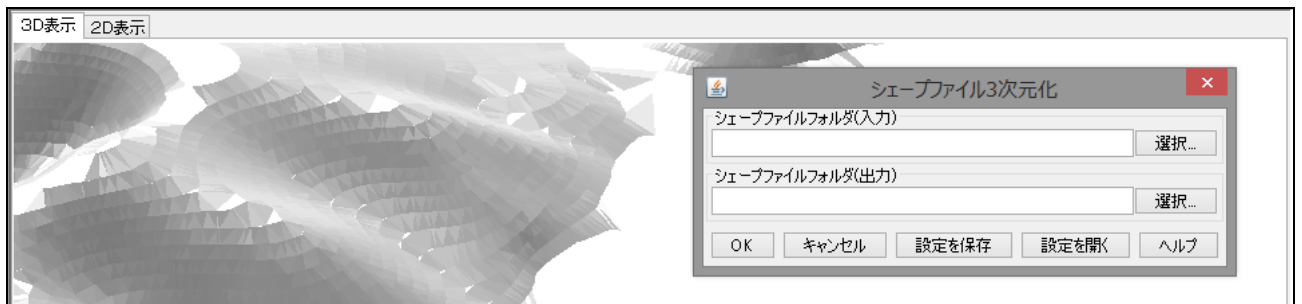 3D表示 2D表示
シェープファイル3次元化
シェープファイルフォルダ(入力)
選択...
シェープファイルフォルダ(出力)
選択...
OK キャンセル 設定を保存 設定を開く ヘルプ